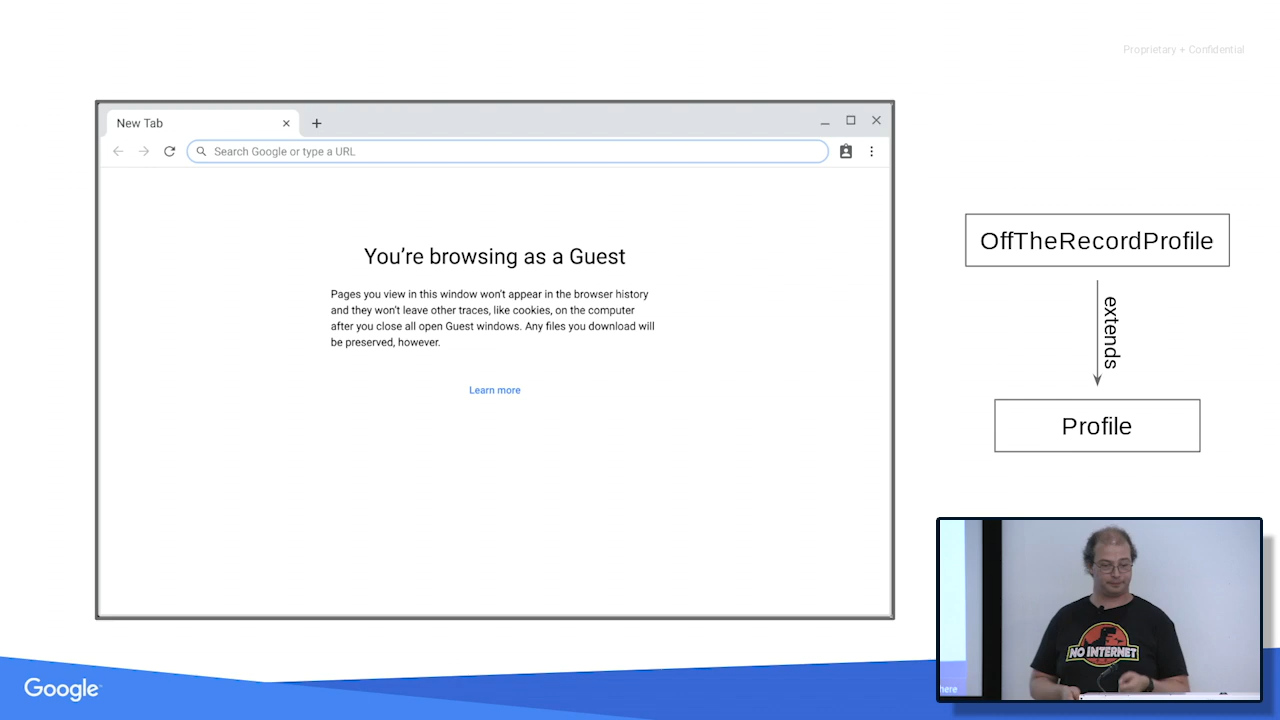 Proprietary + Confidential
New Tab
Search Google or type a URL
You're browsing as a Guest
Pages you view in this window won't appear in the browser history
and they won't leave other traces, like cookies, on the computer
after you close all open Guest windows. Any files you download will
be preserved, however.
Learn more
OffTheRecordProfile
extends
Profile
NO INTERNET
here
Google